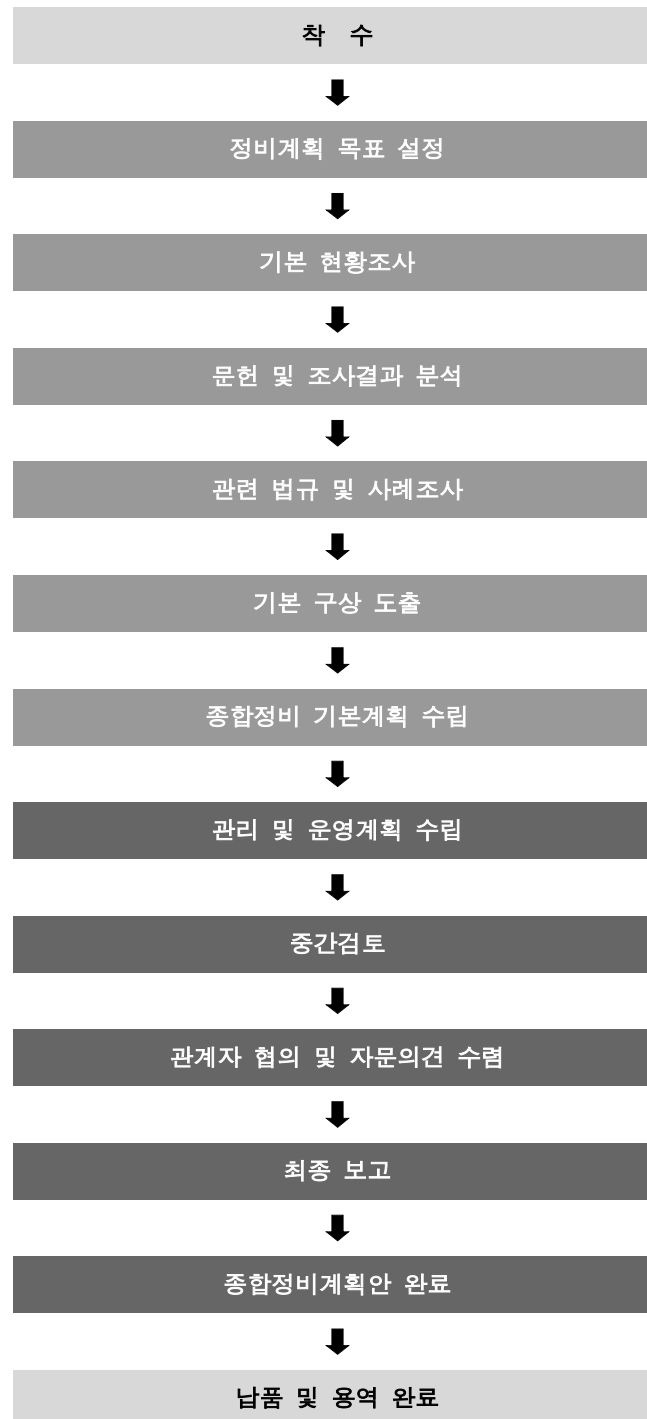 착 수
정비계획 목표 설정
기본 현황조사
문헌 및 조사결과 분석
관련 법규 및 사례조사
기본 구상 도출
종합정비 기본계획 수립
관리 및 운영계획 수립
중간검토
관계자 협의 및 자문의견 수렴
최종 보고
종합정비계획안 완료
납품 및 용역 완료